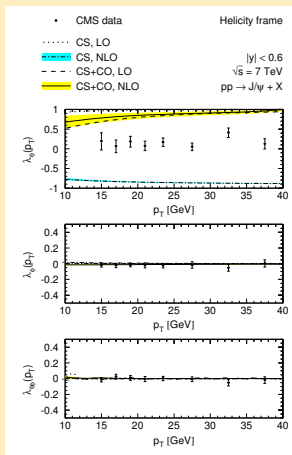 CMS data
Helicity frame
CS, LO
CS, NLO
|y| < 0.6
CS+CO, LO
√s = 7 TeV
CS+CO, NLO
pp → J/ψ + X
λθ(pT)
1
0.5
0
-0.5
-1
10 15 20 25 30 35 40
pT [GeV]
λφ(pT)
0.4
0.2
0
-0.2
-0.4
10 15 20 25 30 35 40
pT [GeV]
λθφ(pT)
0.4
0.2
0
-0.2
-0.4
10 15 20 25 30 35 40
pT [GeV]